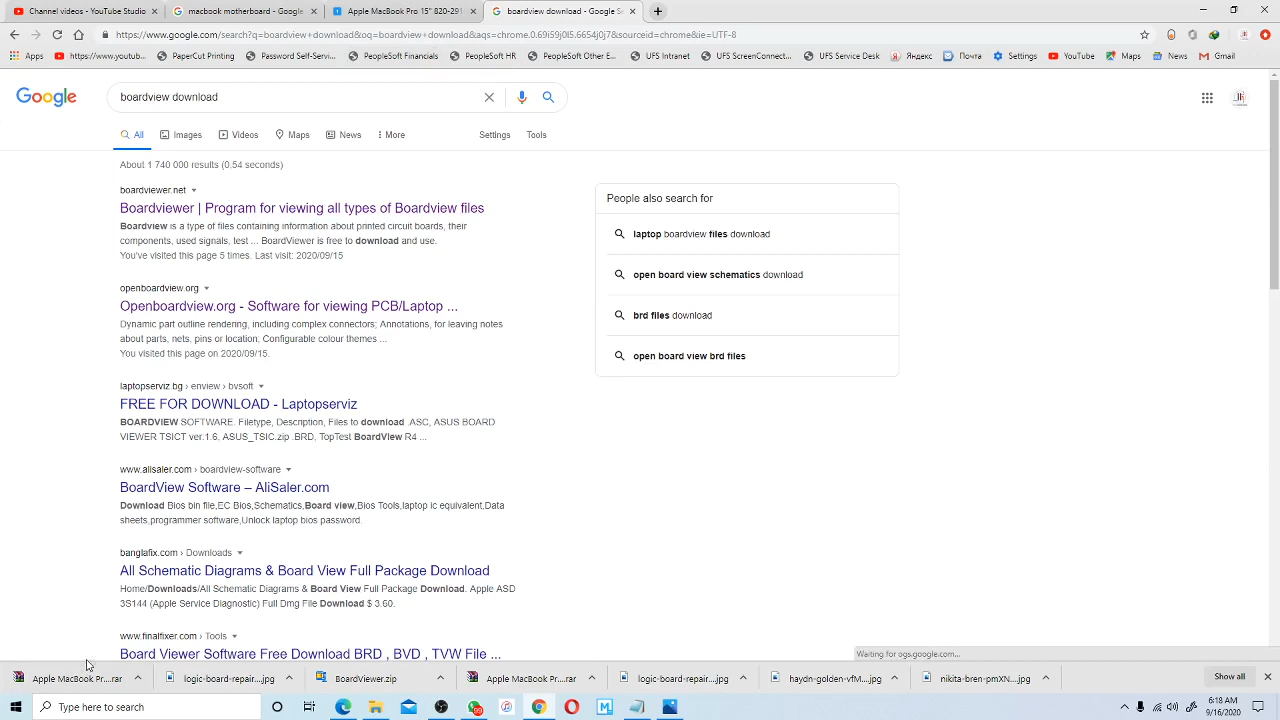 Channel videos - YouTube Studio
macbook motherboard - Google
Apple MacBook Pro 15" 820-291
boardview download - Google Se
https://www.google.com/search?q=boardview+download&oq=boardview+download&aqs=chrome.0.69i59j0l5.6654j0j7&sourceid=chrome&ie=UTF-8
Apps
https://www.youtub...
Parallel Password
Password Self-Servi...
PeopleSoft Financials
PeopleSoft HR
PeopleSoft Other E...
UFS Intranet
UFS ScreenConnect...
UFS Service Desk
Яндекс
Почта
Settings
YouTube
Maps
News
Gmail
Google
boardview download
All
Images
Videos
Maps
News
More
Settings
Tools
About 1 740 000 results (0,54 seconds)
boardviewer.net
Boardviewer | Program for viewing all types of Boardview files
Boardview is a type of files containing information about printed circuit boards, their
components, used signals, test ... BoardViewer is free to download and use.
You've visited this page 5 times. Last visit: 2020/09/15
openboardview.org
Openboardview.org - Software for viewing PCB/Laptop ...
Dynamic part outline rendering, including complex connectors; Annotations, for leaving notes
about parts, nets, pins or location; Configurable colour themes ...
You visited this page on 2020/09/15.
laptopserviz.bg › enview › bvsoft
FREE FOR DOWNLOAD - Laptopserviz
BOARDVIEW SOFTWARE. Filetype, Description, Files to download .ASC, ASUS BOARD
VIEWER TSICT ver.1.6, ASUS_TSIC.zip .BRD, TopTest BoardView R4 ...
www.alisaler.com › boardview-software
BoardView Software – AliSaler.com
Download Bios bin file,EC Bios,Schematics,Board view,Bios Tools,laptop ic equivalent,Data
sheets,programmer software,Unlock laptop bios password.
banglafix.com › Downloads
All Schematic Diagrams & Board View Full Package Download
Home/Downloads/All Schematic Diagrams & Board View Full Package Download. Apple ASD
3S144 (Apple Service Diagnostic) Full Dmg File Download $ 3.60.
www.finalfixer.com › Tools
Board Viewer Software Free Download BRD , BVD , TVW File ...
People also search for
laptop boardview files download
open board view schematics download
brd files download
open board view brd files
Waiting for ogs.google.com...
Apple MacBook Pr....rar
logic-board-repair....jpg
BoardViewer.zip
Apple MacBook Pr....rar
logic-board-repair....jpg
haydn-golden-vfM....jpg
nikita-bren-pmXN....jpg
Show all
Type here to search
6:18 AM
9/16/2020